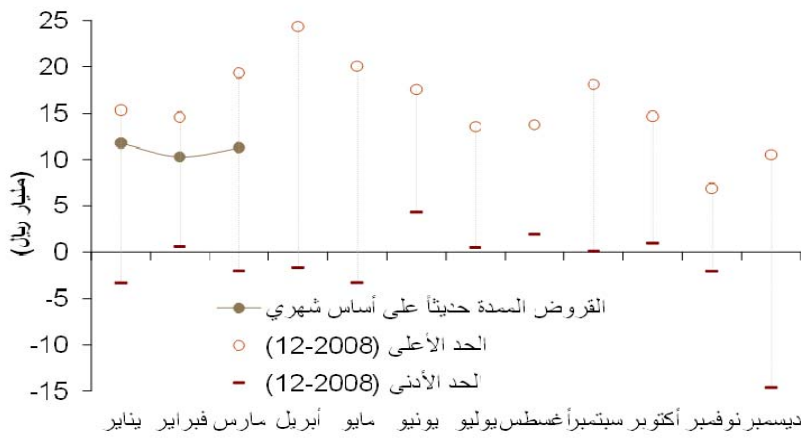 25
20
15
10
5
0
-5
-10
-15
(مليار ريال)
القروض الممدة حديثاً على أساس شهري
الحد الأعلى (2008-12)
الحد الأدنى (2008-12)
يناير فبراير مارس أبريل مايو يونيو يوليو أغسطس سبتمبر أكتوبر نوفمبر ديسمبر